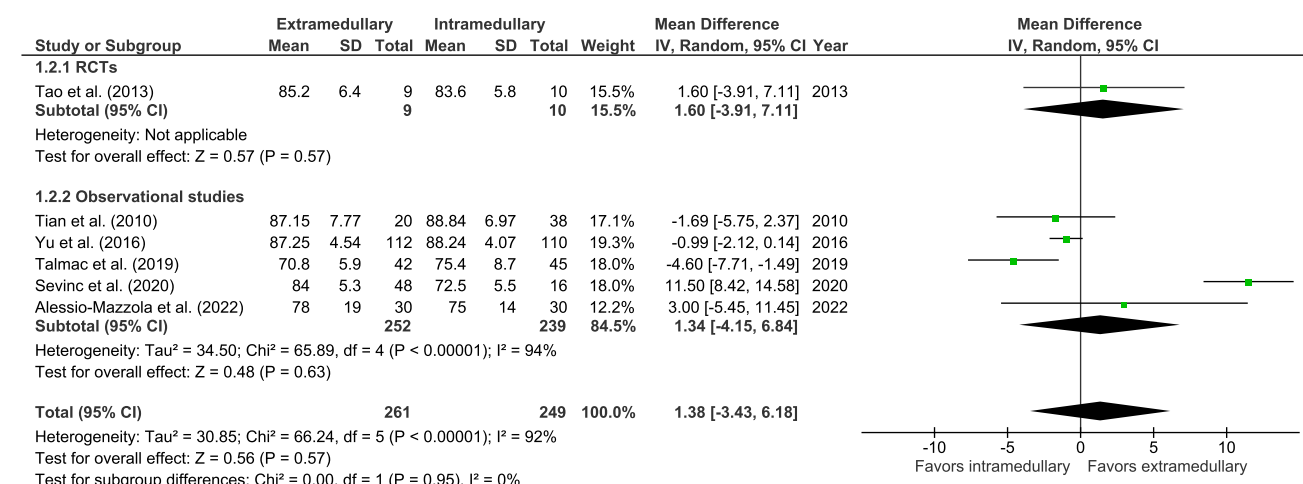 Extramedullary Intramedullary Mean Difference Mean Difference
Study or Subgroup Mean SD Total Mean SD Total Weight IV, Random, 95% CI Year IV, Random, 95% CI
1.2.1 RCTs
Tao et al. (2013) 85.2 6.4 9 83.6 5.8 10 15.5% 1.60 [-3.91, 7.11] 2013
Subtotal (95% CI) 9 10 15.5% 1.60 [-3.91, 7.11]
Heterogeneity: Not applicable
Test for overall effect: Z = 0.57 (P = 0.57)
1.2.2 Observational studies
Tian et al. (2010) 87.15 7.77 20 88.84 6.97 38 17.1% -1.69 [-5.75, 2.37] 2010
Yu et al. (2016) 87.25 4.54 112 88.24 4.07 110 19.3% -0.99 [-2.12, 0.14] 2016
Talmac et al. (2019) 70.8 5.9 42 75.4 8.7 45 18.0% -4.60 [-7.71, -1.49] 2019
Sevinc et al. (2020) 84 5.3 48 72.5 5.5 16 18.0% 11.50 [8.42, 14.58] 2020
Alessio-Mazzola et al. (2022) 78 19 30 75 14 30 12.2% 3.00 [-5.45, 11.45] 2022
Subtotal (95% CI) 252 239 84.5% 1.34 [-4.15, 6.84]
Heterogeneity: Tau² = 34.50; Chi² = 65.89, df = 4 (P < 0.00001); I² = 94%
Test for overall effect: Z = 0.48 (P = 0.63)
Total (95% CI) 261 249 100.0% 1.38 [-3.43, 6.18]
Heterogeneity: Tau² = 30.85; Chi² = 66.24, df = 5 (P < 0.00001); I² = 92%
Test for overall effect: Z = 0.56 (P = 0.57)
Test for subgroup differences: Chi² = 0.00, df = 1 (P = 0.95), I² = 0%
-10 -5 0 5 10
Favors intramedullary Favors extramedullary